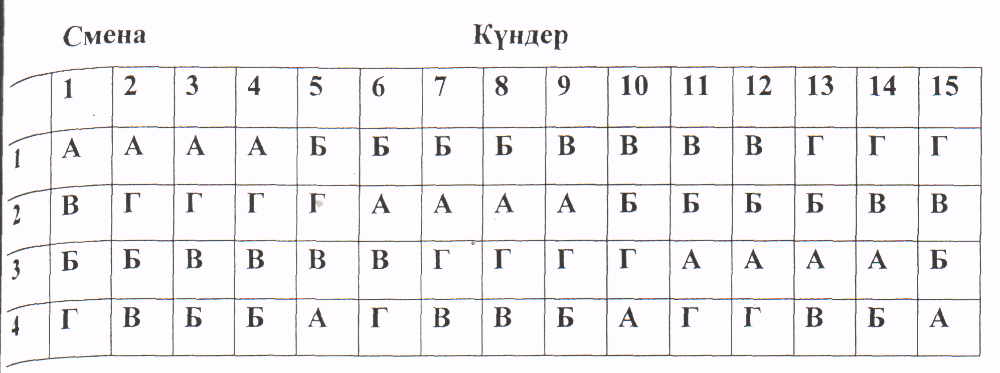 Смена Күндер
1 2 3 4 5 6 7 8 9 10 11 12 13 14 15
1 А А А А Б Б Б Б В В В В Г Г Г
2 В Г Г Г Г А А А А Б Б Б Б В В
3 Б Б В В В В Г Г Г Г А А А А Б
4 Г В Б Б А Г В В Б А Г Г В Б А